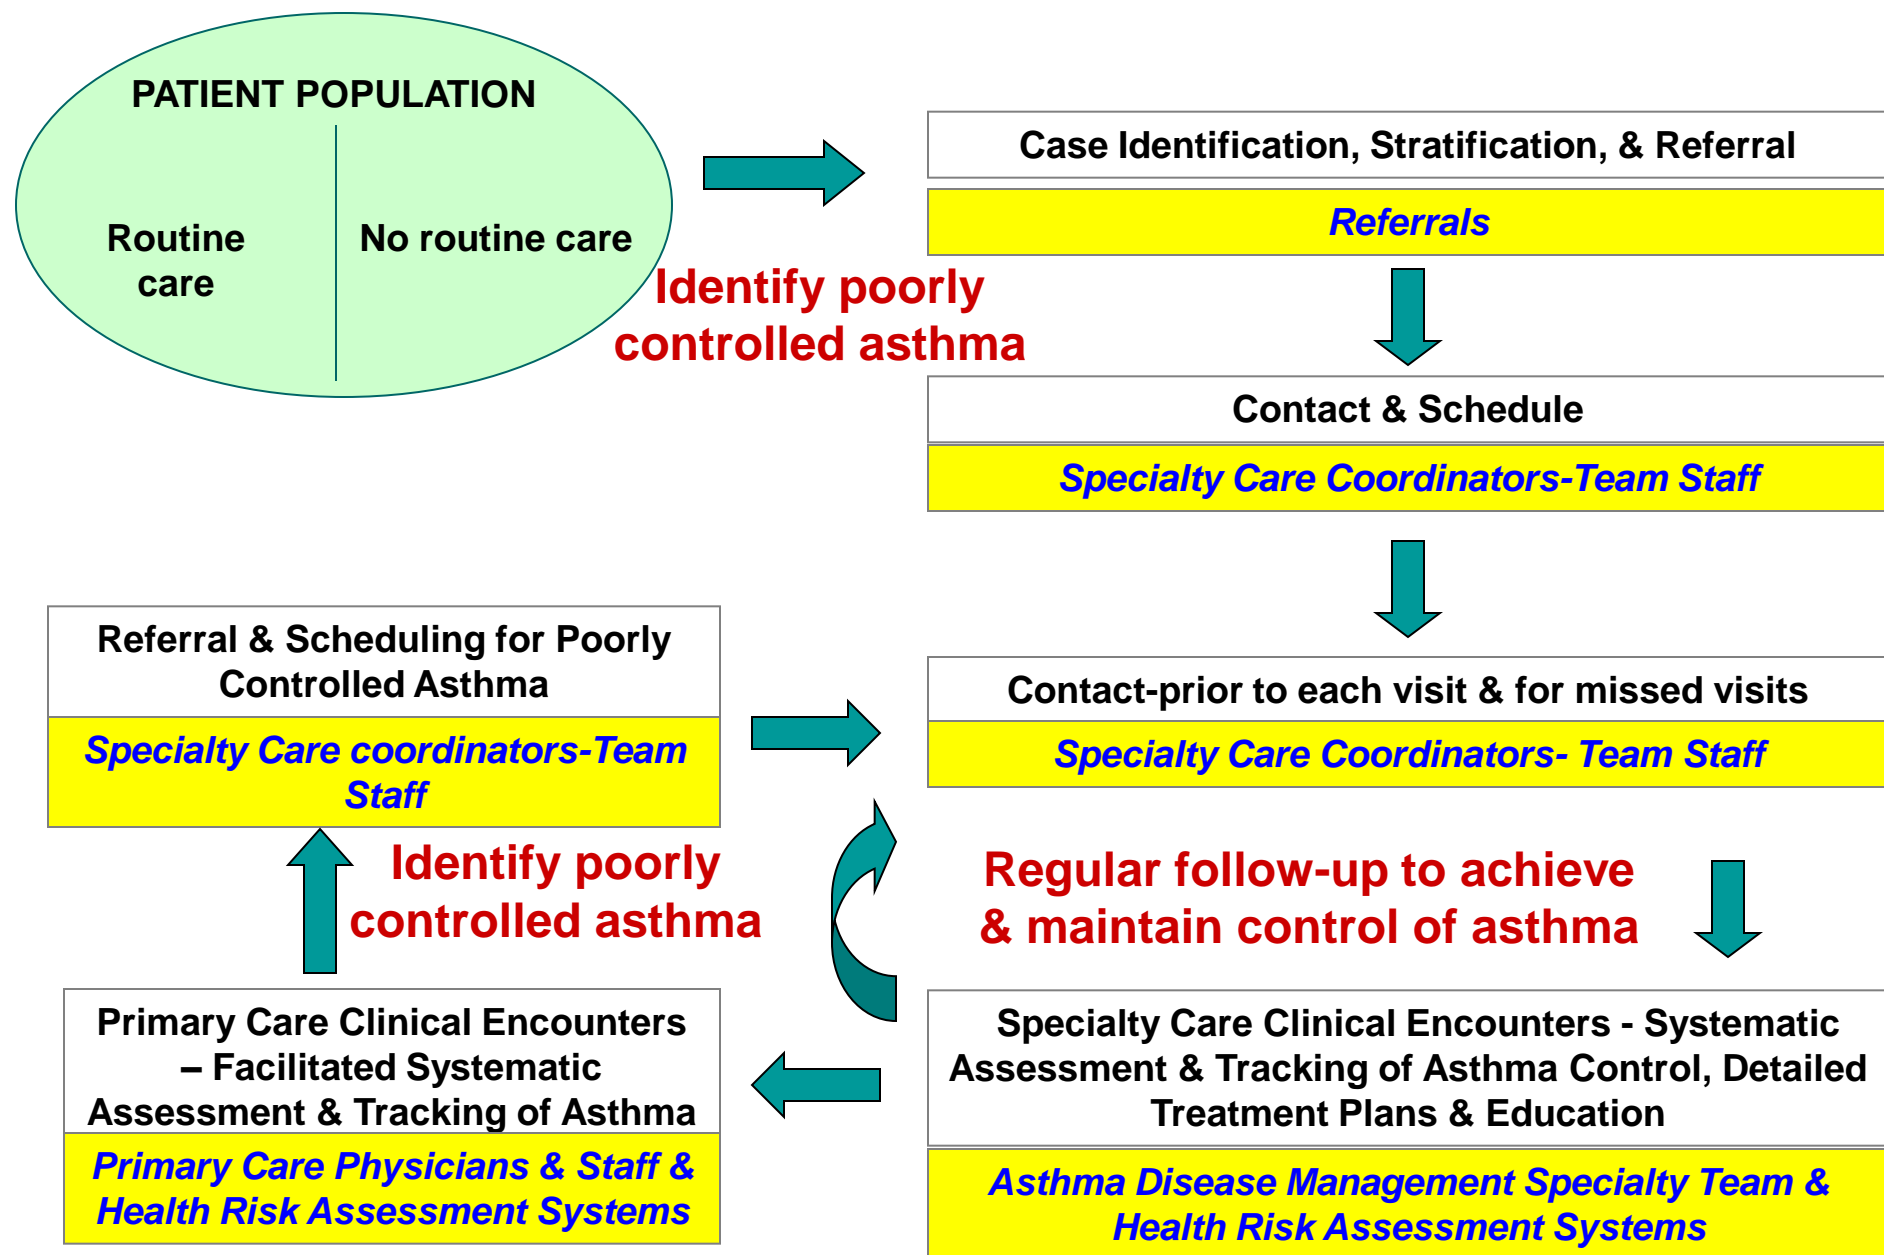 PATIENT POPULATION
Routine
care
No routine care
Identify poorly
controlled asthma
Case Identification, Stratification, & Referral
Referrals
Contact & Schedule
Specialty Care Coordinators-Team Staff
Referral & Scheduling for Poorly
Controlled Asthma
Specialty Care coordinators-Team
Staff
Contact-prior to each visit & for missed visits
Specialty Care Coordinators- Team Staff
Identify poorly
controlled asthma
Regular follow-up to achieve
& maintain control of asthma
Primary Care Clinical Encounters
– Facilitated Systematic
Assessment & Tracking of Asthma
Primary Care Physicians & Staff &
Health Risk Assessment Systems
Specialty Care Clinical Encounters - Systematic
Assessment & Tracking of Asthma Control, Detailed
Treatment Plans & Education
Asthma Disease Management Specialty Team &
Health Risk Assessment Systems